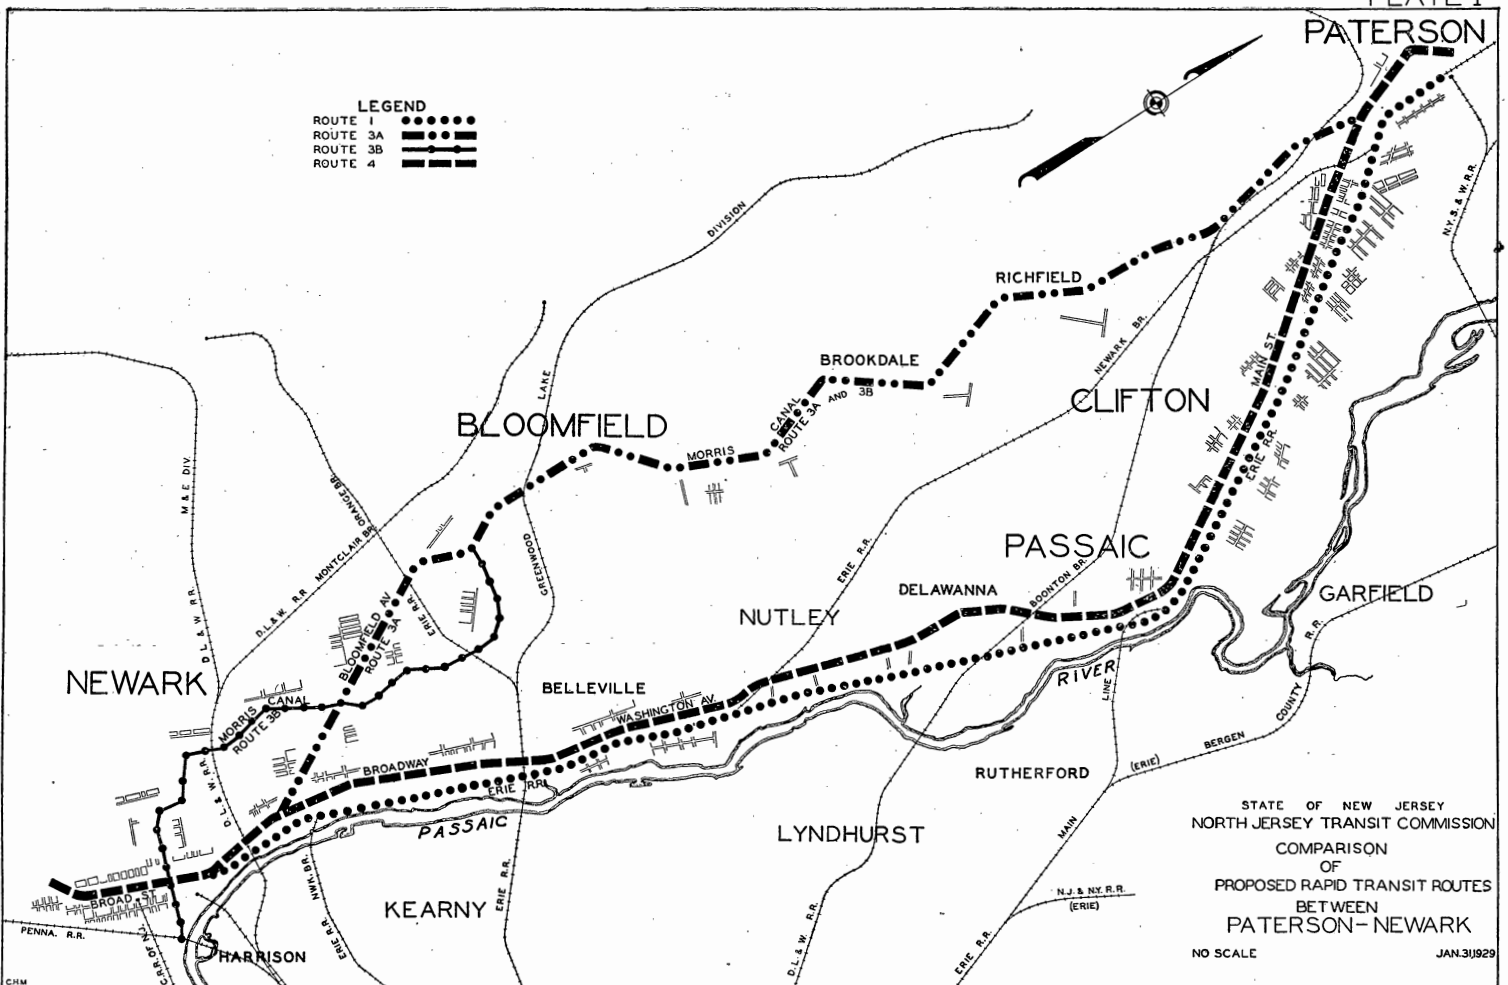 PLATE I
PATERSON
LEGEND
ROUTE 1
ROUTE 3A
ROUTE 3B
ROUTE 4
DIVISION
N.Y.S. & W. R.R.
RICHFIELD
BROOKDALE
NEWARK BR.
MAIN ST.
CLIFTON
LAKE
CANAL
ROUTE 3A AND 3B
BLOOMFIELD
MORRIS
ERIE R.R.
M & E DIV.
ORANGE BR.
MONTCLAIR BR.
D.L. & W. R.R.
GREENWOOD
ERIE R.R.
PASSAIC
BOONTON BR.
DELAWANNA
GARFIELD
NUTLEY
D.L. & W. RR.
BLOOMFIELD AV
ROUTE 3A
ERIE R.R.
R.R.
NEWARK
BELLEVILLE
RIVER
LINE
COUNTY
MORRIS
CANAL
ROUTE 3B
WASHINGTON AV.
BERGEN
(ERIE)
BROADWAY
ERIE R.R.
RUTHERFORD
D.L. & W. R.R.
PASSAIC
LYNDHURST
MAIN
STATE OF NEW JERSEY
NORTH JERSEY TRANSIT COMMISSION
COMPARISON
OF
PROPOSED RAPID TRANSIT ROUTES
BETWEEN
PATERSON-NEWARK
NO SCALE
JAN.31,1929
BROAD ST.
KEARNY
ERIE R.R.
N.J. & N.Y. R.R.
(ERIE)
ERIE R.R. NWK. BR.
PENNA. R.R.
C.R.R. OF N.J.
HARRISON
D.L. & W. R.R.
ERIE R.R.
C.H.M